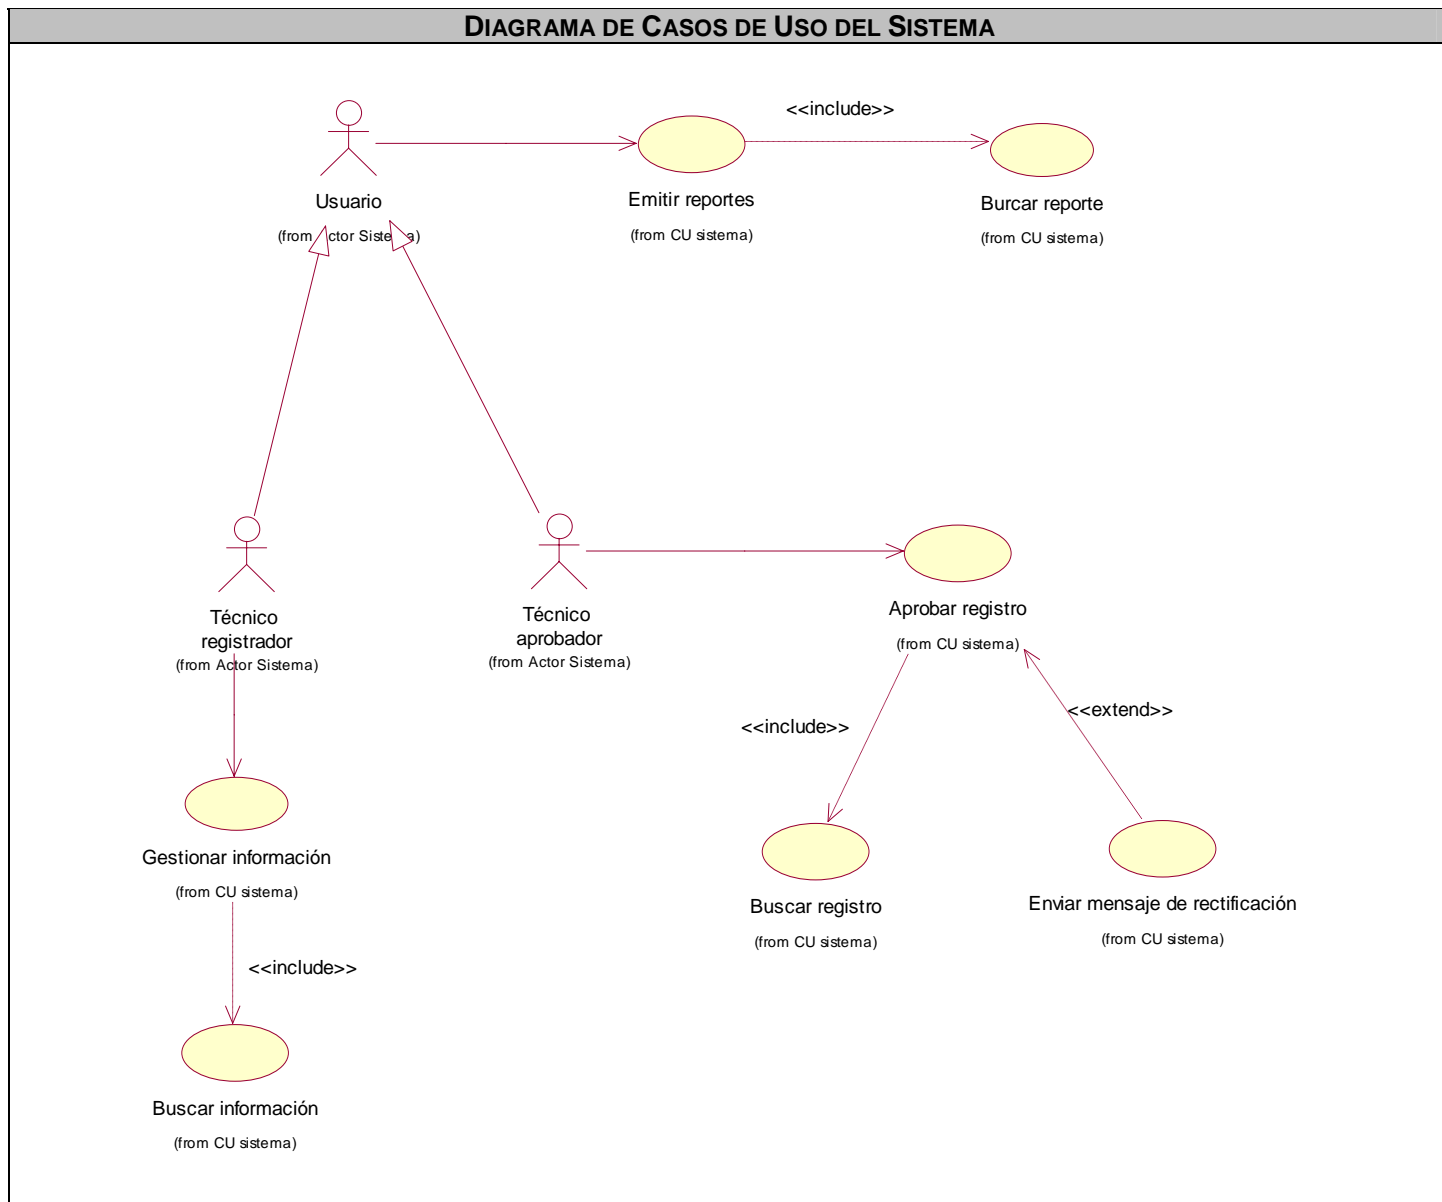 DIAGRAMA DE CASOS DE USO DEL SISTEMA
<<include>>
Usuario
(from Actor Sistema)
Emitir reportes
(from CU sistema)
Burcar reporte
(from CU sistema)
Técnico
registrador
(from Actor Sistema)
Técnico
aprobador
(from Actor Sistema)
Aprobar registro
(from CU sistema)
<<include>>
<<extend>>
Gestionar información
(from CU sistema)
Buscar registro
(from CU sistema)
Enviar mensaje de rectificación
(from CU sistema)
<<include>>
Buscar información
(from CU sistema)